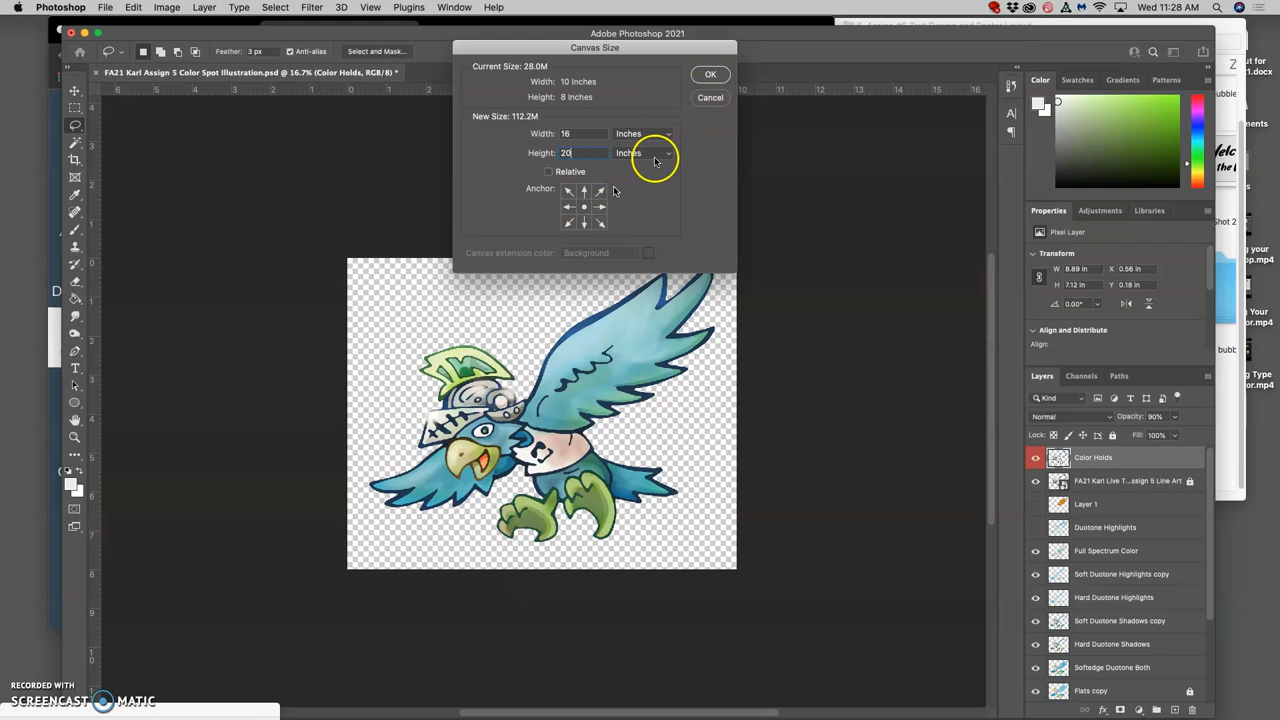 Photoshop File Edit Image Layer Type Select Filter 3D View Plugins Window Help
Wed 11:28 AM
Adobe Photoshop 2021
Feather: 3 px Anti-alias Select and Mask...
FA21 Karl Assign 5 Color Spot Illustration.psd @ 16.7% (Color Holds, RGB/8) *
Canvas Size
Current Size: 28.0M
Width: 10 Inches
Height: 8 Inches
OK
Cancel
New Size: 112.2M
Width: 16 Inches
Height: 20 Inches
Relative
Anchor:
Canvas extension color: Background
Color Swatches Gradients Patterns
Properties Adjustments Libraries
Pixel Layer
Transform
W 8.89 in X 0.56 in
H 7.12 in Y 0.18 in
0.00°
Align and Distribute
Align:
Layers Channels Paths
Kind
Normal Opacity: 90%
Lock: Fill: 100%
Color Holds
FA21 Karl Live T...ssign 5 Line Art
Layer 1
Duotone Highlights
Full Spectrum Color
Soft Duotone Highlights copy
Hard Duotone Highlights
Soft Duotone Shadows copy
Hard Duotone Shadows
Softedge Duotone Both
Flats copy
RECORDED WITH
SCREENCAST MATIC